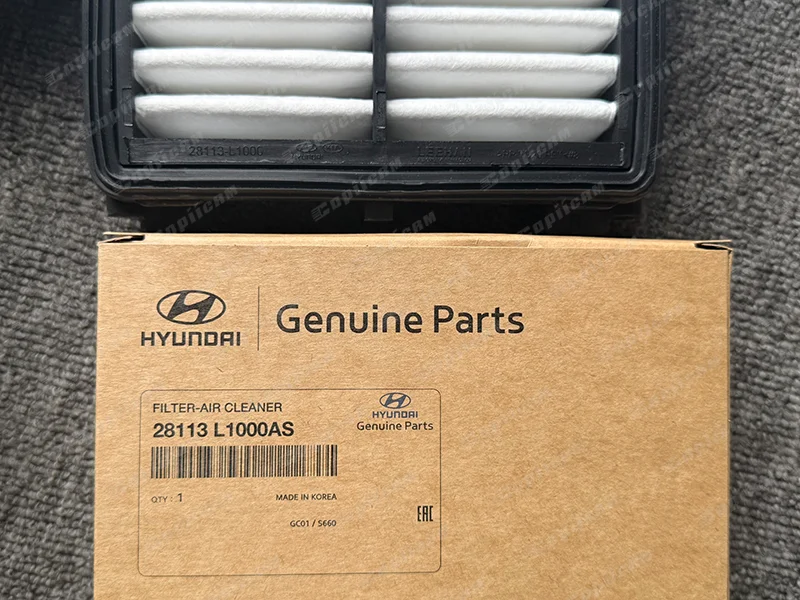 28113-L1000
HYUNDAI
Genuine Parts
FILTER-AIR CLEANER
28113 L1000AS
QTY : 1
MADE IN KOREA
GC01 / 5660
HYUNDAI
Genuine Parts
EAC
CopiiCAM